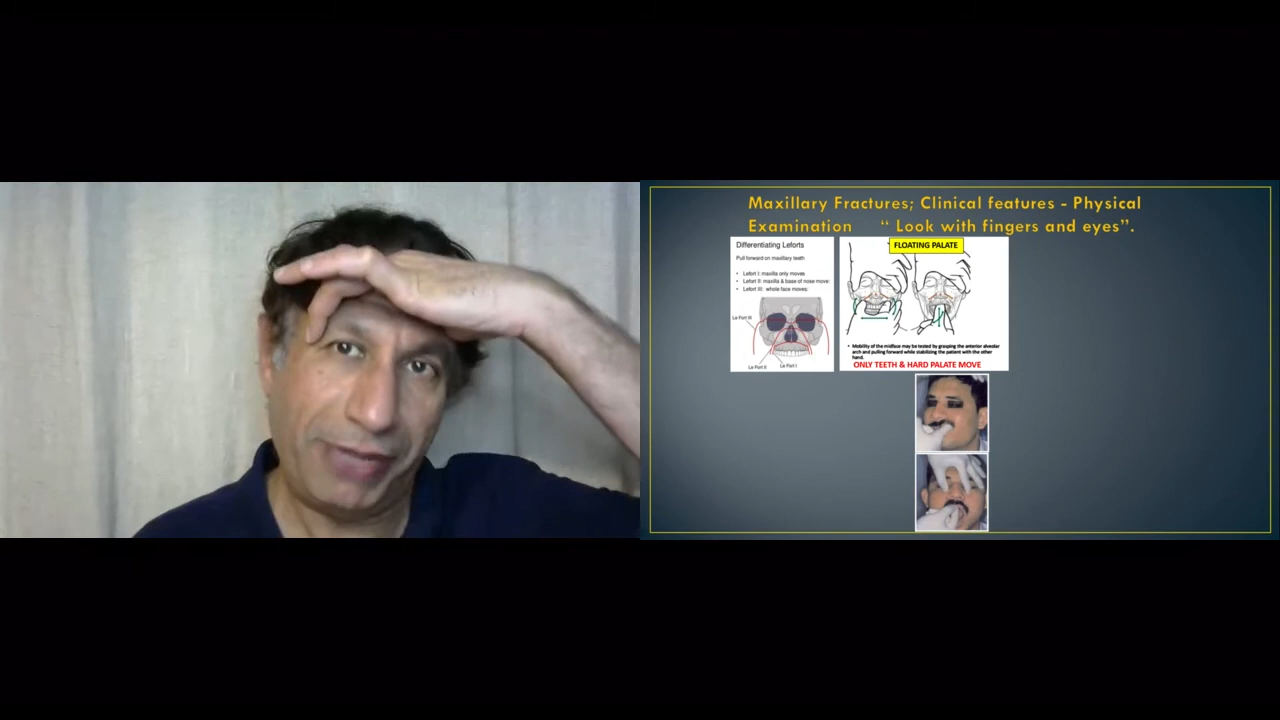 Maxillary Fractures; Clinical features - Physical
Examination “ Look with fingers and eyes”.
Differentiating Leforts
Pull forward on maxillary teeth
• Lefort I: maxilla only moves
• Lefort II: maxilla & base of nose move:
• Lefort III: whole face moves:
Le Fort III
Le Fort II
Le Fort I
FLOATING PALATE
• Mobility of the midface may be tested by grasping the anterior alveolar
arch and pulling forward while stabilizing the patient with the other
hand.
ONLY TEETH & HARD PALATE MOVE